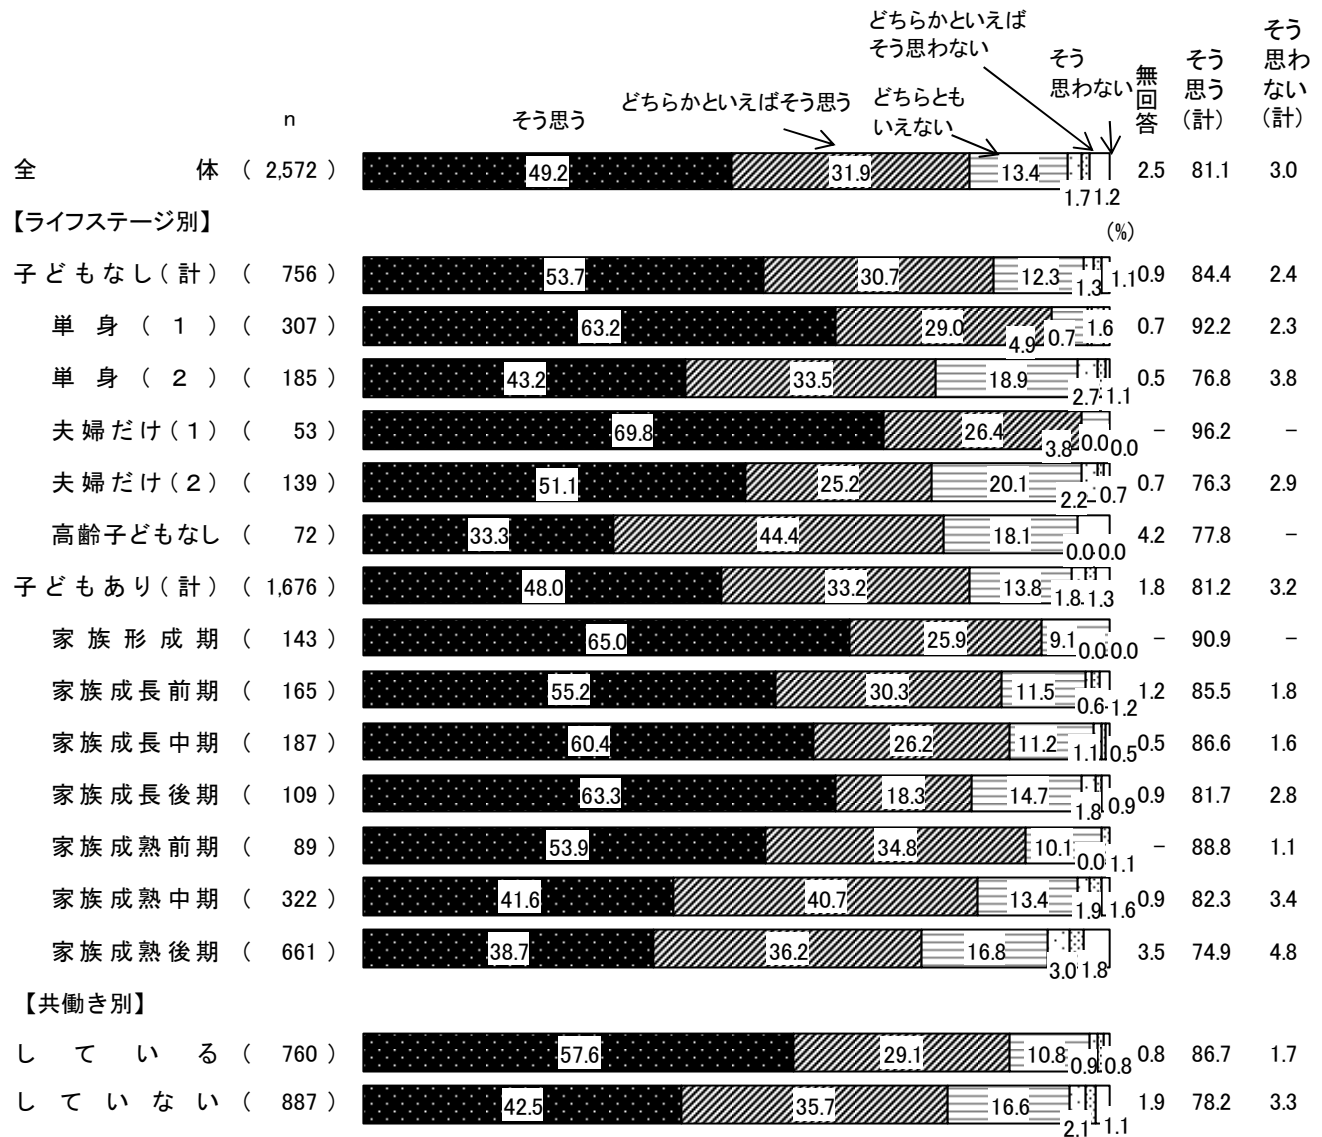 どちらかといえば
そう思わない
そう
思わない
無回答
そう
思う
(計)
そう
思わ
ない
(計)
n
そう思う
どちらかといえばそう思う
どちらとも
いえない
全体 ( 2,572 ) 49.2 31.9 13.4 1.7 1.2 2.5 81.1 3.0
【ライフステージ別】
(%)
子どもなし(計) ( 756 ) 53.7 30.7 12.3 1.3 1.1 0.9 84.4 2.4
単身(1) ( 307 ) 63.2 29.0 4.9 0.7 1.6 0.7 92.2 2.3
単身(2) ( 185 ) 43.2 33.5 18.9 2.7 1.1 0.5 76.8 3.8
夫婦だけ(1) ( 53 ) 69.8 26.4 3.8 0.0 0.0 − 96.2 −
夫婦だけ(2) ( 139 ) 51.1 25.2 20.1 2.2 0.7 0.7 76.3 2.9
高齢子どもなし ( 72 ) 33.3 44.4 18.1 0.0 0.0 4.2 77.8 −
子どもあり(計) ( 1,676 ) 48.0 33.2 13.8 1.8 1.3 1.8 81.2 3.2
家族形成期 ( 143 ) 65.0 25.9 9.1 0.0 0.0 − 90.9 −
家族成長前期 ( 165 ) 55.2 30.3 11.5 0.6 1.2 1.2 85.5 1.8
家族成長中期 ( 187 ) 60.4 26.2 11.2 1.1 0.5 0.5 86.6 1.6
家族成長後期 ( 109 ) 63.3 18.3 14.7 1.8 0.9 0.9 81.7 2.8
家族成熟前期 ( 89 ) 53.9 34.8 10.1 0.0 1.1 − 88.8 1.1
家族成熟中期 ( 322 ) 41.6 40.7 13.4 1.9 1.6 0.9 82.3 3.4
家族成熟後期 ( 661 ) 38.7 36.2 16.8 3.0 1.8 3.5 74.9 4.8
【共働き別】
している ( 760 ) 57.6 29.1 10.8 0.9 0.8 0.8 86.7 1.7
していない ( 887 ) 42.5 35.7 16.6 2.1 1.1 1.9 78.2 3.3